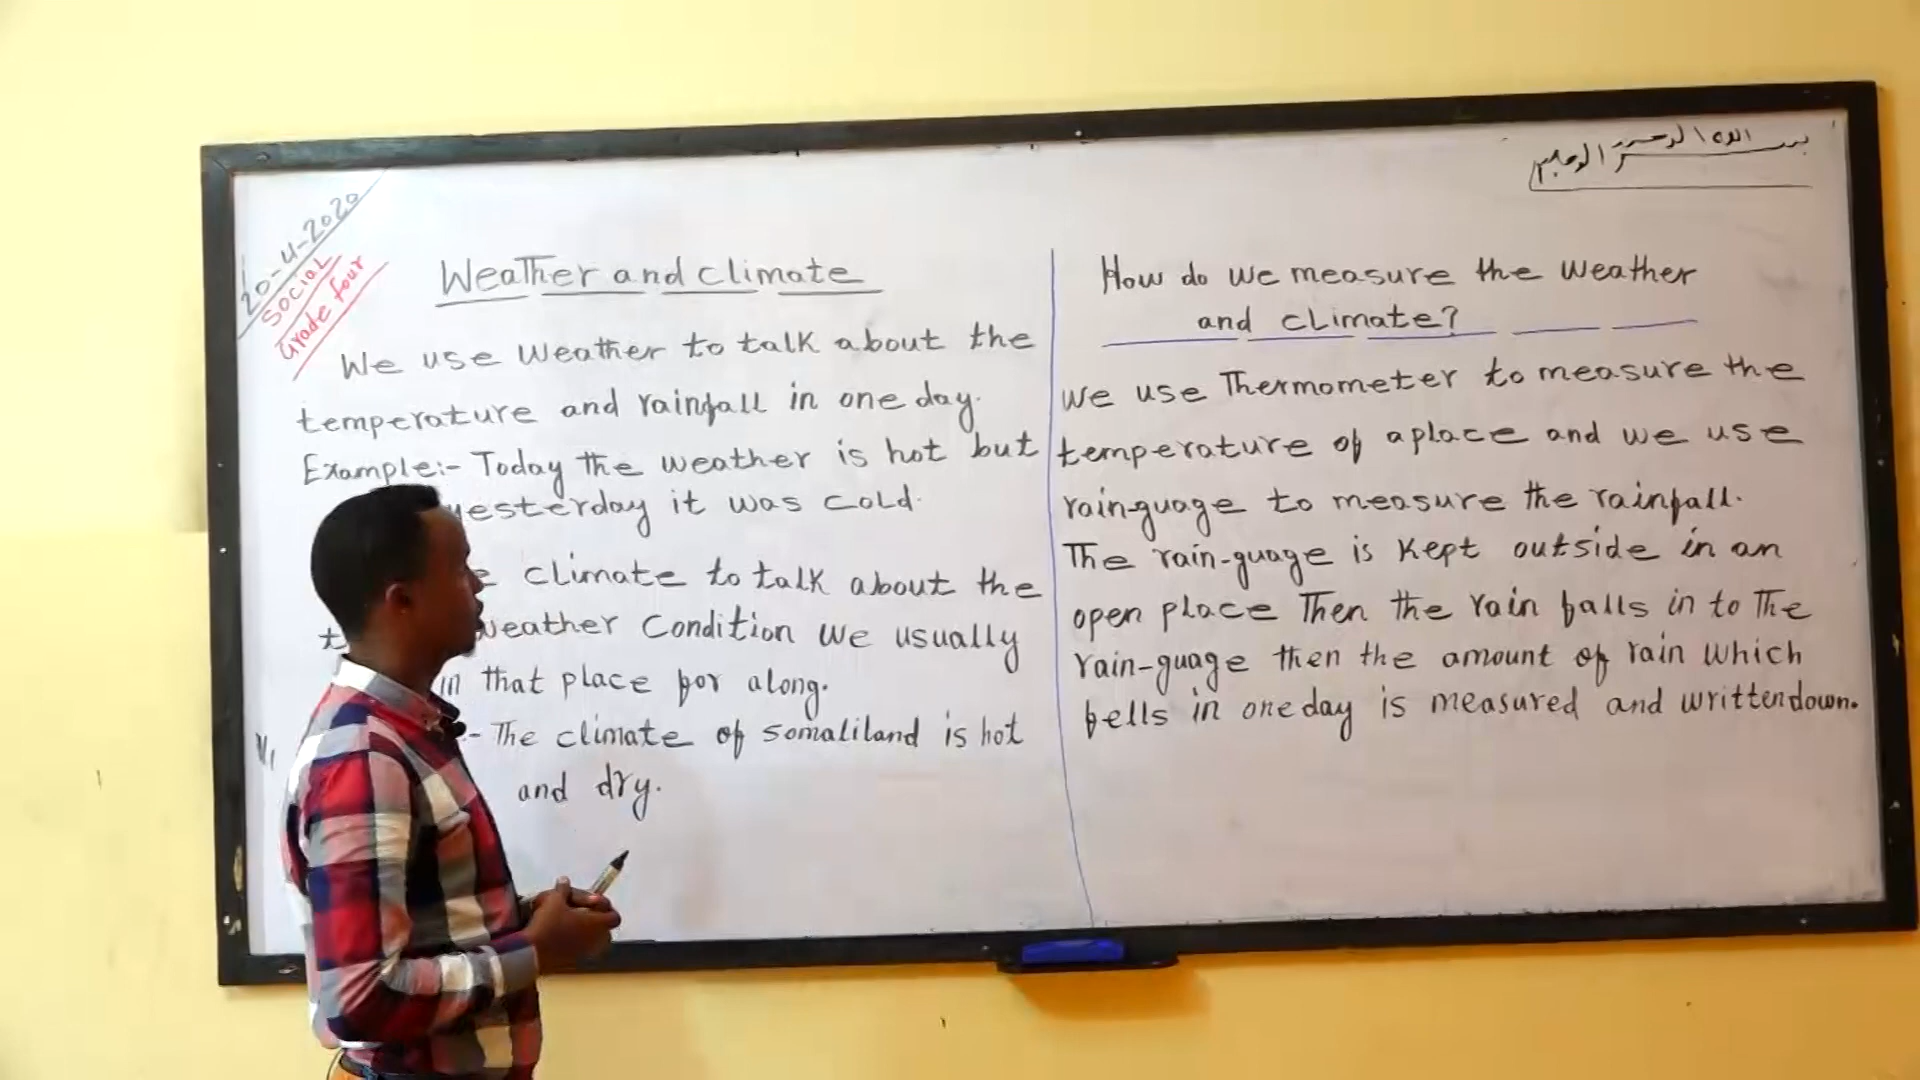 بسم الله الرحمن الرحيم
20-4-2020
Social
Grade four
Weather and climate
We use weather to talk about the
temperature and rainfall in one day.
Example:- Today the weather is hot but
yesterday it was cold.
climate to talk about the
weather condition we usually
in that place for along.
- The climate of somaliland is hot
and dry.
How do we measure the weather
and climate?
We use Thermometer to measure the
temperature of aplace and we use
rain-guage to measure the rainfall.
The rain-guage is kept outside in an
open place Then the rain falls in to The
rain-guage then the amount of rain which
fells in one day is measured and writtendown.